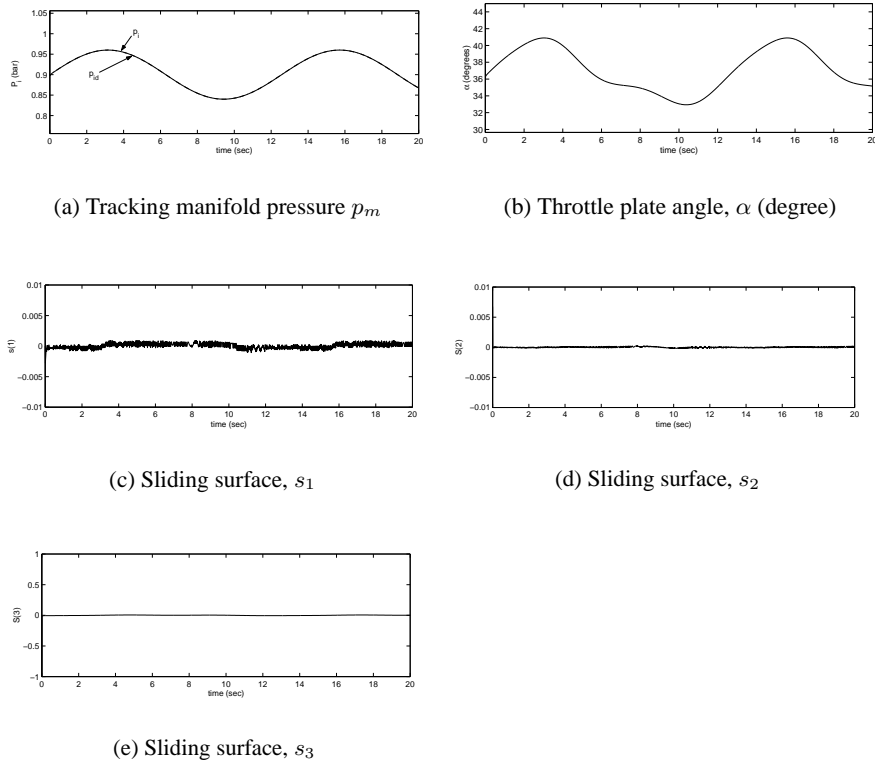 1.05
1
0.95
0.9
0.85
0.8
P_i (bar)
p_i
p_id
0 2 4 6 8 10 12 14 16 18 20
time (sec)
(a) Tracking manifold pressure p_m
44
42
40
38
36
34
32
30
α (degrees)
0 2 4 6 8 10 12 14 16 18 20
time (sec)
(b) Throttle plate angle, α (degree)
0.01
0.005
0
−0.005
−0.01
s(1)
0 2 4 6 8 10 12 14 16 18 20
time (sec)
(c) Sliding surface, s_1
0.01
0.005
0
−0.005
−0.01
S(2)
0 2 4 6 8 10 12 14 16 18 20
time (sec)
(d) Sliding surface, s_2
1
0.5
0
−0.5
−1
S(3)
0 2 4 6 8 10 12 14 16 18 20
time (sec)
(e) Sliding surface, s_3